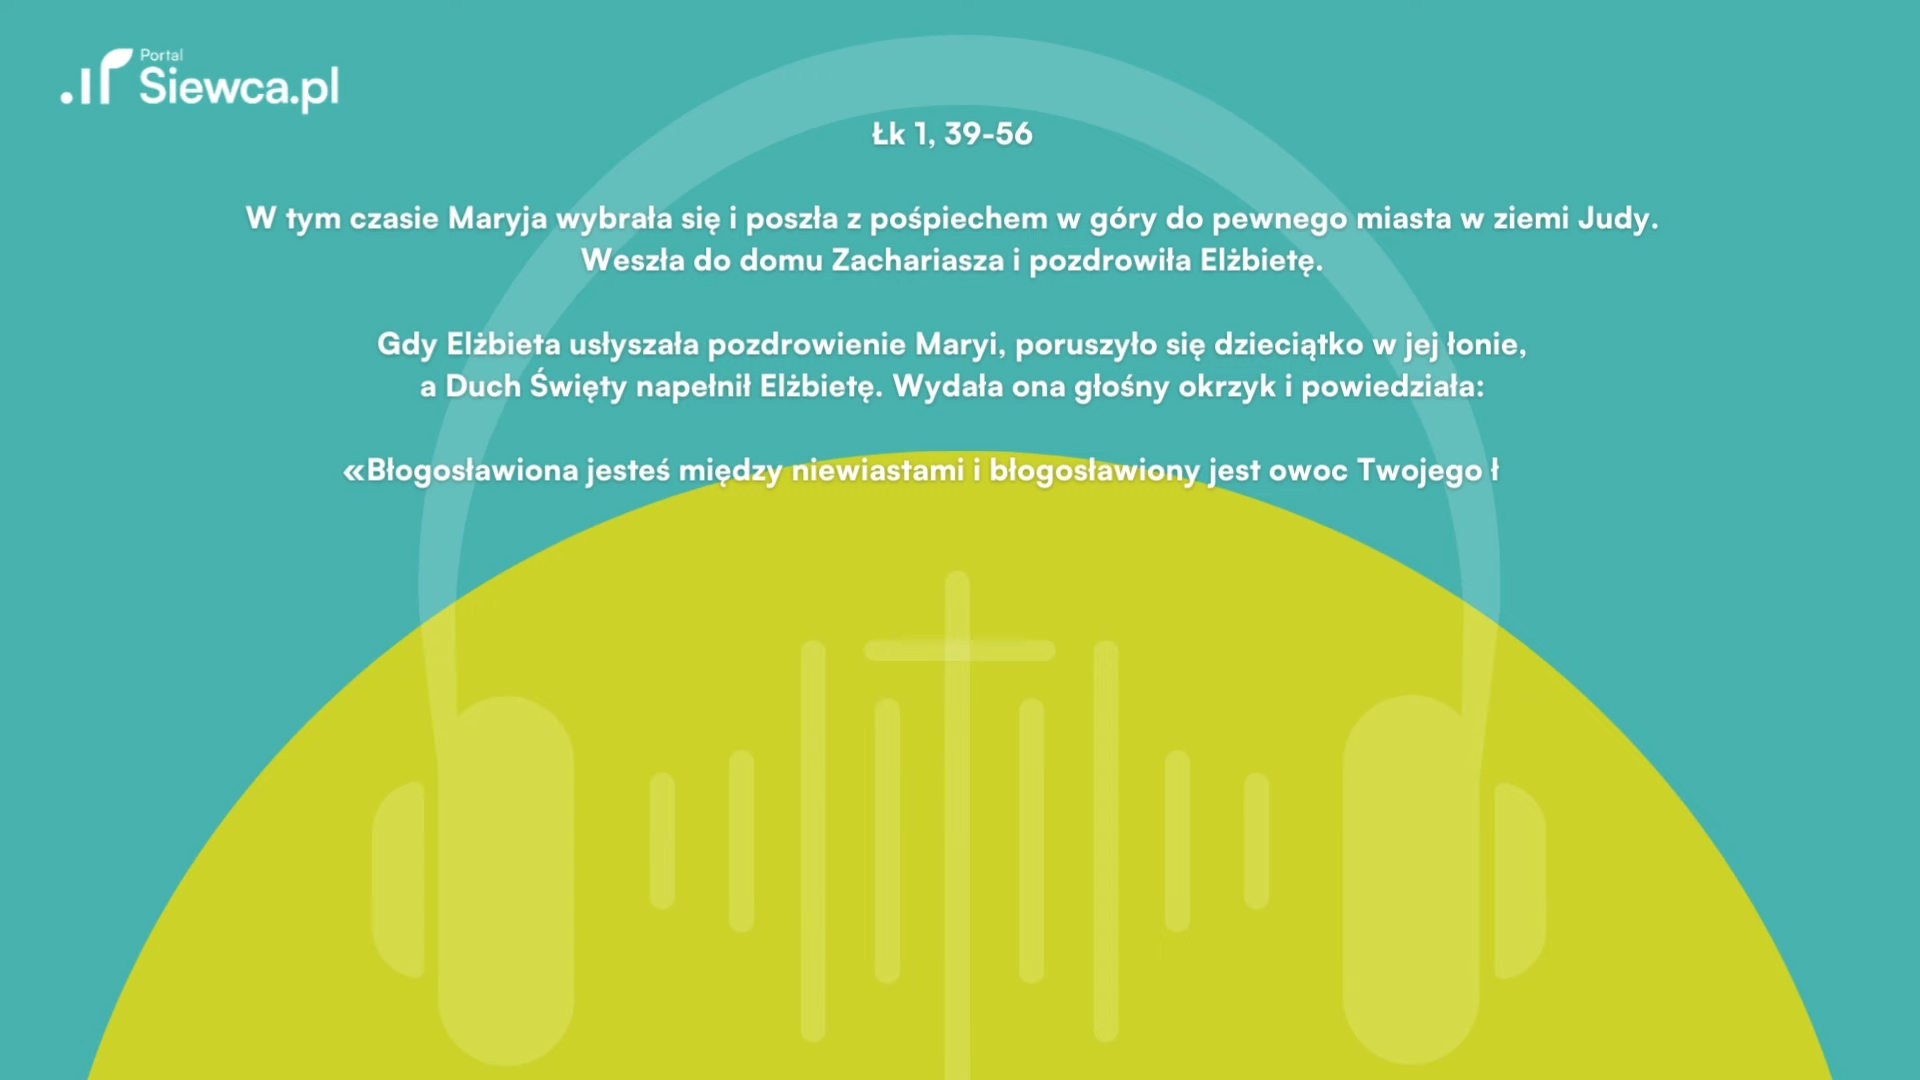 Portal
Siewca.pl
Łk 1, 39-56
W tym czasie Maryja wybrała się i poszła z pośpiechem w góry do pewnego miasta w ziemi Judy.
Weszła do domu Zachariasza i pozdrowiła Elżbietę.
Gdy Elżbieta usłyszała pozdrowienie Maryi, poruszyło się dzieciątko w jej łonie,
a Duch Święty napełnił Elżbietę. Wydała ona głośny okrzyk i powiedziała:
«Błogosławiona jesteś między niewiastami i błogosławiony jest owoc Twojego ł